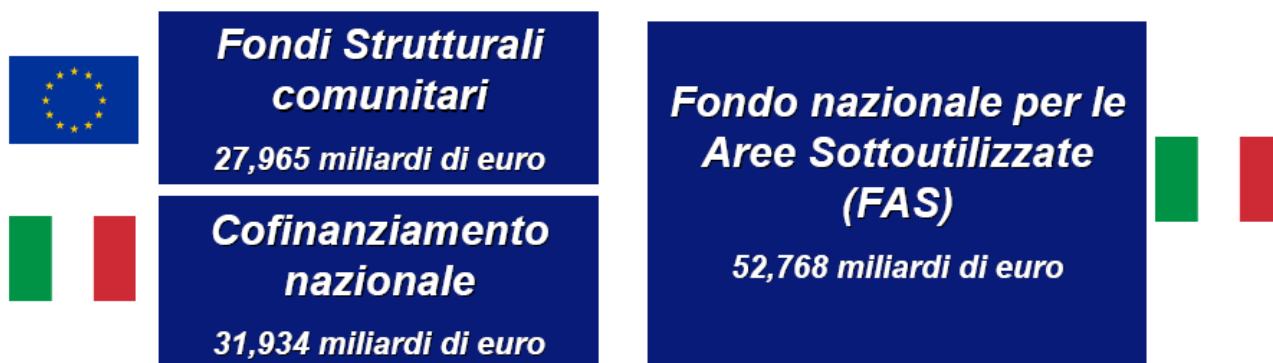 Fondi Strutturali
comunitari
27,965 miliardi di euro
Cofinanziamento
nazionale
31,934 miliardi di euro
Fondo nazionale per le
Aree Sottoutilizzate
(FAS)
52,768 miliardi di euro